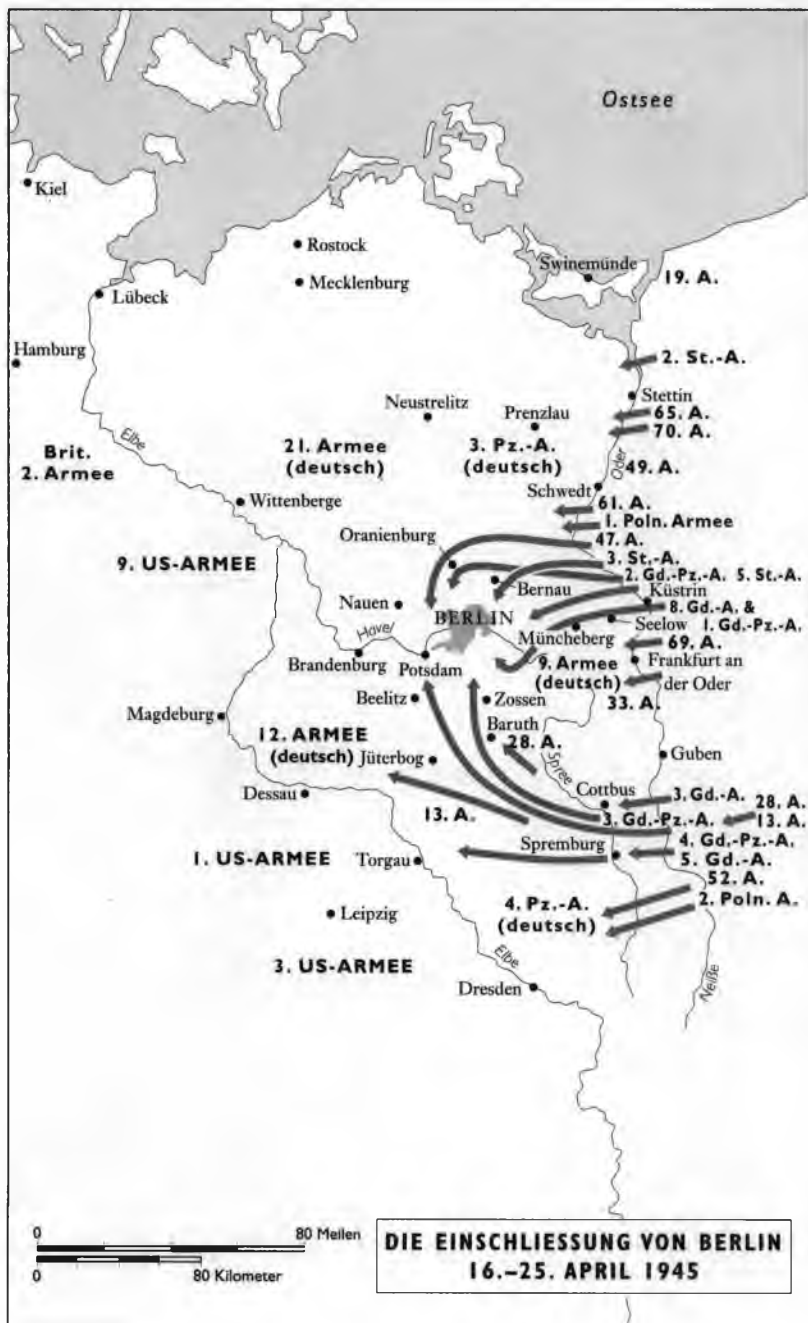 Ostsee
Kiel
Rostock
Swinemünde
19. A.
Mecklenburg
Lübeck
Hamburg
2. St.-A.
Stettin
Neustrelitz
Prenzlau
65. A.
70. A.
Elbe
Brit.
2. Armee
21. Armee
(deutsch)
3. Pz.-A.
(deutsch)
Oder
49. A.
Schwedt
Wittenberge
61. A.
1. Poln. Armee
Oranienburg
47. A.
3. St.-A.
9. US-ARMEE
2. Gd.-Pz.-A. 5. St.-A.
Bernau
Küstrin
Nauen
BERLIN
8. Gd.-A. &
Seelow
1. Gd.-Pz.-A.
Havel
Müncheberg
69. A.
Brandenburg
Potsdam
9. Armee
(deutsch)
Frankfurt an
der Oder
Beelitz
Zossen
33. A.
Magdeburg
12. ARMEE
(deutsch)
Baruth
28. A.
Jüterbog
Spree
Guben
Dessau
Cottbus
3. Gd.-A.
28. A.
13. A.
3. Gd.-Pz.-A.
13. A.
4. Gd.-Pz.-A.
Spremburg
5. Gd.-A.
1. US-ARMEE
Torgau
52. A.
2. Poln. A.
4. Pz.-A.
(deutsch)
Leipzig
3. US-ARMEE
Elbe
Neiße
Dresden
0 80 Meilen
0 80 Kilometer
DIE EINSCHLIESSUNG VON BERLIN
16.–25. APRIL 1945